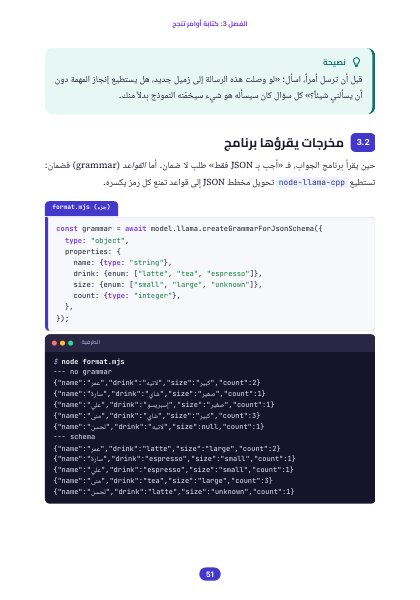 الفصل 3: كتابة أوامر تنجح
نصيحة
قبل أن ترسل أمراً، اسأل: «لو وصلت هذه الرسالة إلى زميل جديد، هل يستطيع إنجاز المهمة دون
أن يسألني شيئاً؟» كل سؤال كان سيسأله هو شيء سيخمّنه النموذج بدلاً منك.
3.2 مخرجات يقرؤها برنامج
حين يقرأ برنامج الجواب، فـ «أجب بـ JSON فقط» طلب لا ضمان. أما القواعد (grammar) فضمان:
تستطيع node-llama-cpp تحويل مخطط JSON إلى قواعد تمنع كل رمز يكسره.
format.mjs (جزء)
const grammar = await model.llama.createGrammarForJsonSchema({
  type: "object",
  properties: {
    name: {type: "string"},
    drink: {enum: ["latte", "tea", "espresso"]},
    size: {enum: ["small", "large", "unknown"]},
    count: {type: "integer"},
  },
});
الطرفية
$ node format.mjs
--- no grammar
{"name":"عمر","drink":"لاتيه","size":"كبير","count":2}
{"name":"سارة","drink":"شاي","size":"صغير","count":1}
{"name":"علي","drink":"إسبريسو","size":"صغير","count":1}
{"name":"منى","drink":"شاي","size":"كبير","count":3}
{"name":"حسن","drink":"لاتيه","size":null,"count":1}
--- schema
{"name":"عمر","drink":"latte","size":"large","count":2}
{"name":"سارة","drink":"espresso","size":"small","count":1}
{"name":"علي","drink":"espresso","size":"small","count":1}
{"name":"منى","drink":"tea","size":"large","count":3}
{"name":"حسن","drink":"latte","size":"unknown","count":1}
51